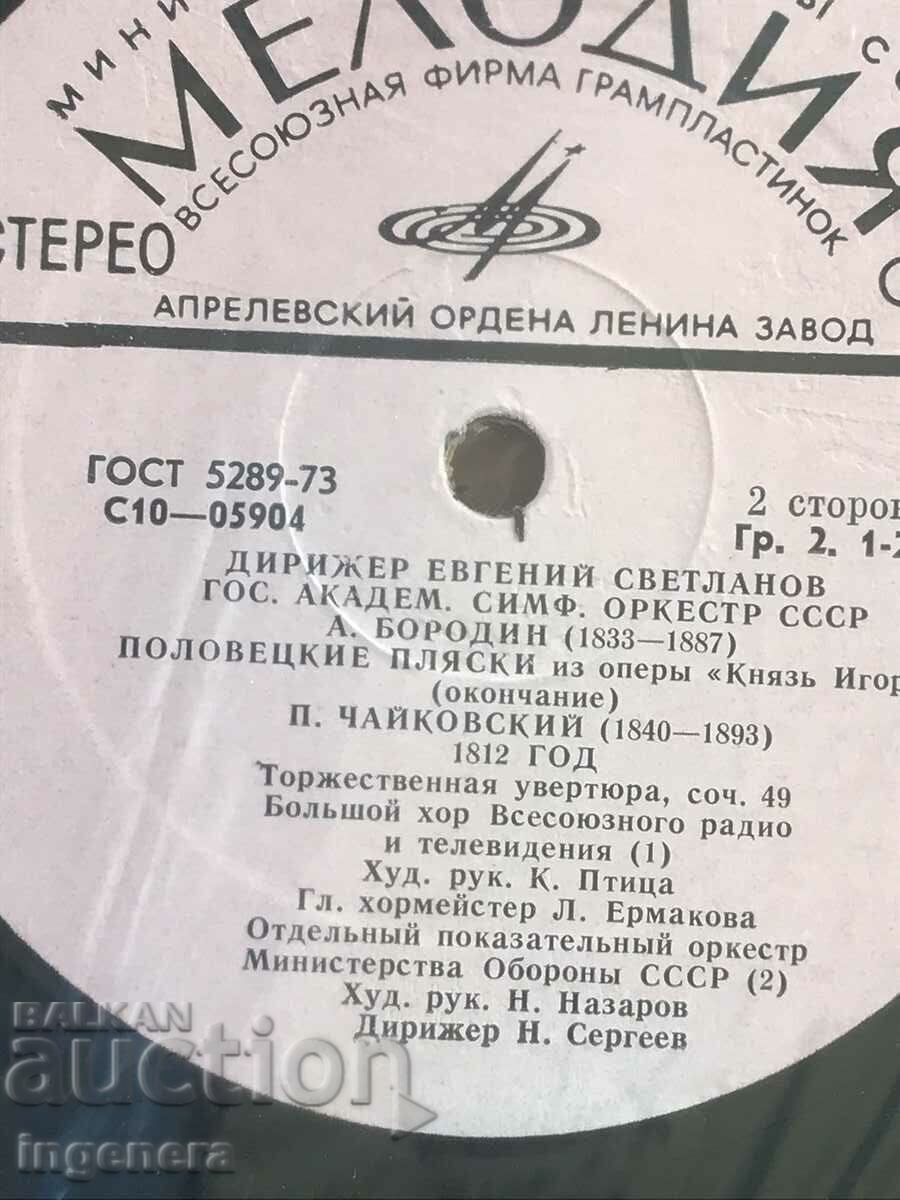 МЕЛОДИЯ
ВСЕСОЮЗНАЯ ФИРМА ГРАМПЛАСТИНОК
СТЕРЕО
АПРЕЛЕВСКИЙ ОРДЕНА ЛЕНИНА ЗАВОД
ГОСТ 5289-73
С10—05904
2 сторон
Гр. 2. 1-
ДИРИЖЕР ЕВГЕНИЙ СВЕТЛАНОВ
ГОС. АКАДЕМ. СИМФ. ОРКЕСТР СССР
А. БОРОДИН (1833—1887)
ПОЛОВЕЦКИЕ ПЛЯСКИ из оперы «Князь Игор
(окончание)
П. ЧАЙКОВСКИЙ (1840—1893)
1812 ГОД
Торжественная увертюра, соч. 49
Большой хор Всесоюзного радио
и телевидения (1)
Худ. рук. К. Птица
Гл. хормейстер Л. Ермакова
Отдельный показательный оркестр
Министерства Обороны СССР (2)
Худ. рук. Н. Назаров
Дирижер Н. Сергеев
BALKAN
auction
ingenera